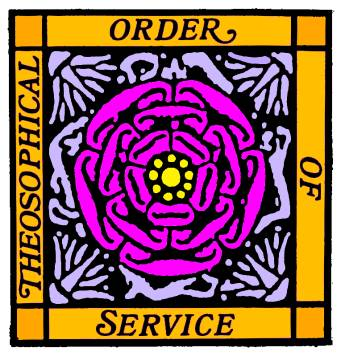 THEOSOPHICAL
ORDER
OF
SERVICE